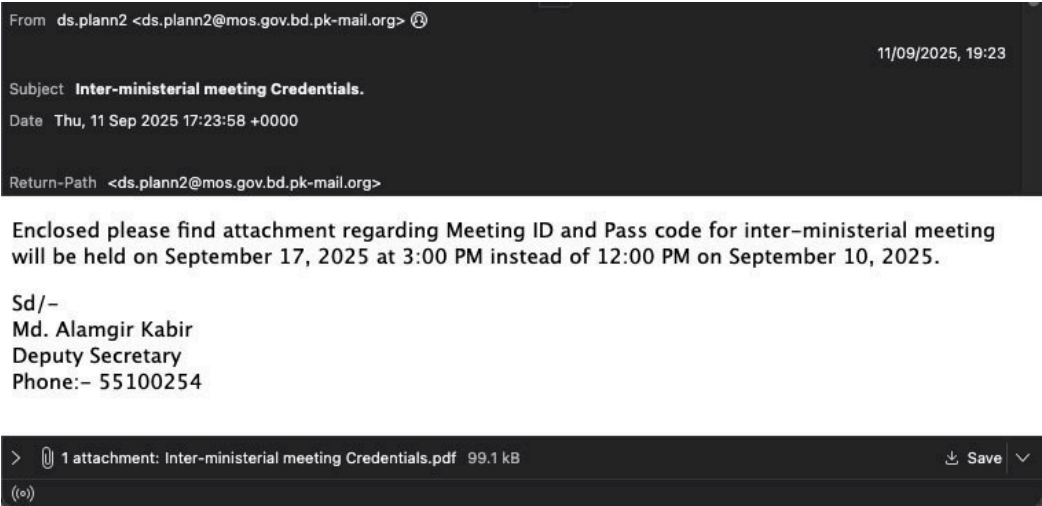 From ds.plann2 <ds.plann2@mos.gov.bd.pk-mail.org>
11/09/2025, 19:23
Subject Inter-ministerial meeting Credentials.
Date Thu, 11 Sep 2025 17:23:58 +0000
Return-Path <ds.plann2@mos.gov.bd.pk-mail.org>
Enclosed please find attachment regarding Meeting ID and Pass code for inter-ministerial meeting
will be held on September 17, 2025 at 3:00 PM instead of 12:00 PM on September 10, 2025.
Sd/-
Md. Alamgir Kabir
Deputy Secretary
Phone:- 55100254
1 attachment: Inter-ministerial meeting Credentials.pdf 99.1 kB
Save